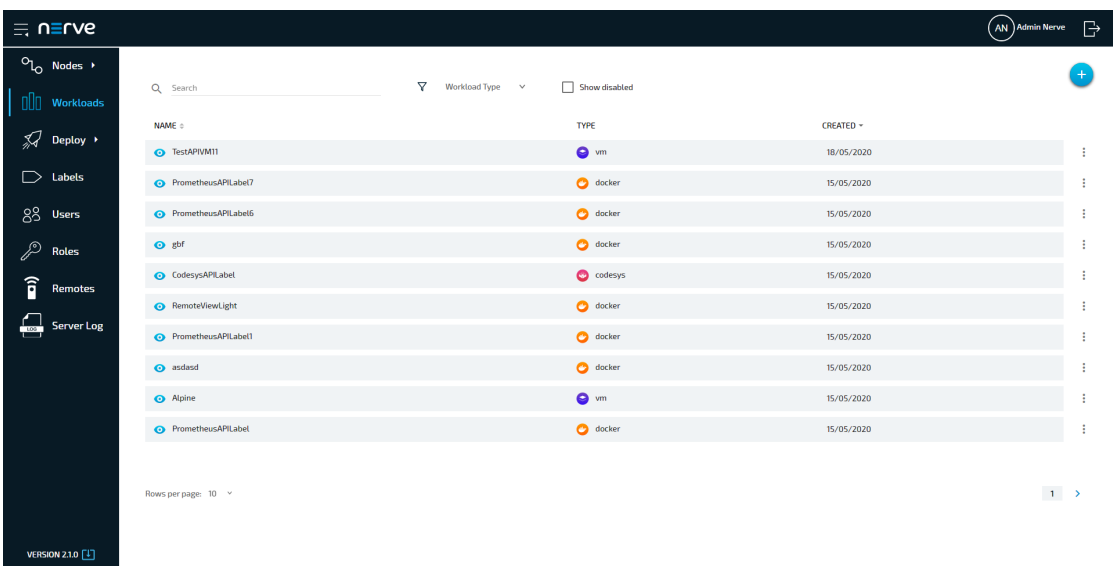 nerve
AN Admin Nerve
Nodes
Workloads
Deploy
Labels
Users
Roles
Remotes
LOG Server Log
VERSION 2.1.0
Search Workload Type Show disabled
NAME TYPE CREATED
TestAPIVM11 vm 18/05/2020
PrometheusAPILabel7 docker 15/05/2020
PrometheusAPILabel6 docker 15/05/2020
gbf docker 15/05/2020
CodesysAPILabel codesys 15/05/2020
RemoteViewLight docker 15/05/2020
PrometheusAPILabel1 docker 15/05/2020
asdasd docker 15/05/2020
Alpine vm 15/05/2020
PrometheusAPILabel docker 15/05/2020
Rows per page: 10 1